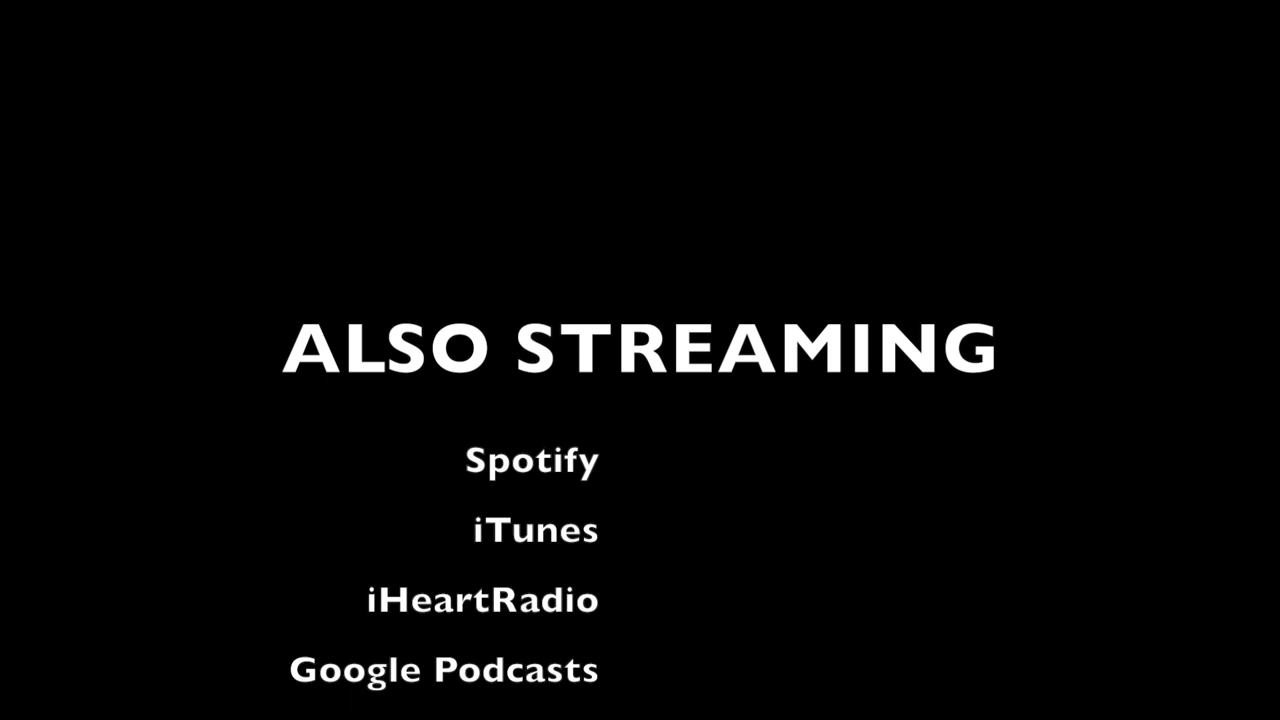 ALSO STREAMING
Spotify
iTunes
iHeartRadio
Google Podcasts